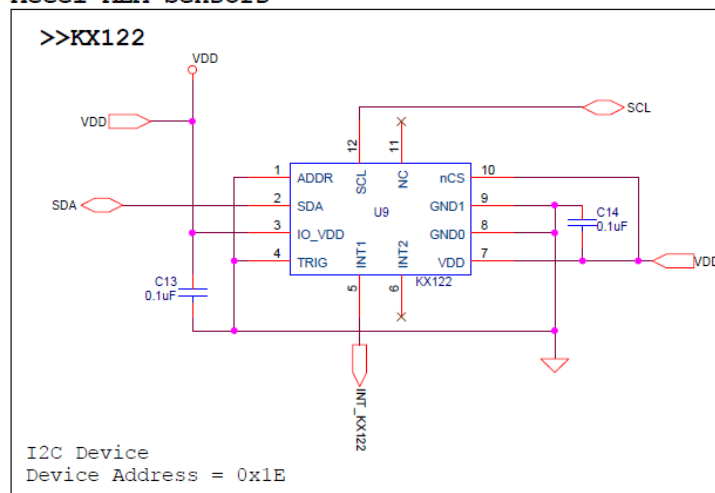 >>KX122
VDD
VDD
SCL
12
11
1
ADDR
SCL
NC
nCS
10
SDA
2
SDA
U9
GND1
9
C14
0.1uF
3
IO_VDD
GND0
8
4
TRIG
INT1
INT2
VDD
7
VDD
C13
0.1uF
KX122
5
6
INT_KX122
I2C Device
Device Address = 0x1E